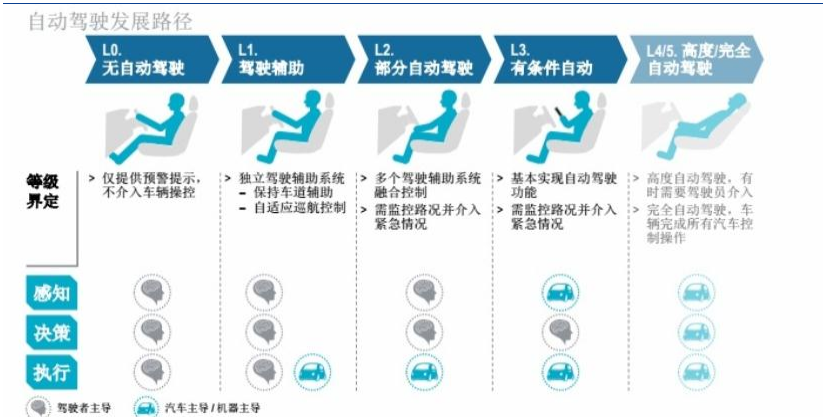 自动驾驶发展路径
L0.
无自动驾驶
L1.
驾驶辅助
L2.
部分自动驾驶
L3.
有条件自动
L4/5. 高度/完全
自动驾驶
等级
界定
> 仅提供预警提示，
不介入车辆操控
> 独立驾驶辅助系统
– 保持车道辅助
– 自适应巡航控制
> 多个驾驶辅助系统
融合控制
> 需监控路况并介入
紧急情况
> 基本实现自动驾驶
功能
> 需监控路况并介入
紧急情况
> 高度自动驾驶，有
时需要驾驶员介入
> 完全自动驾驶，车
辆完成所有汽车控
制操作
感知
决策
执行
驾驶者主导
汽车主导/机器主导